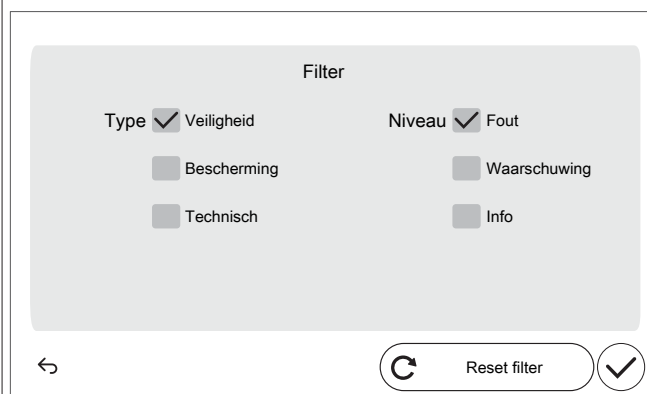 Filter
Type Veiligheid Niveau Fout
Bescherming Waarschuwing
Technisch Info
Reset filter